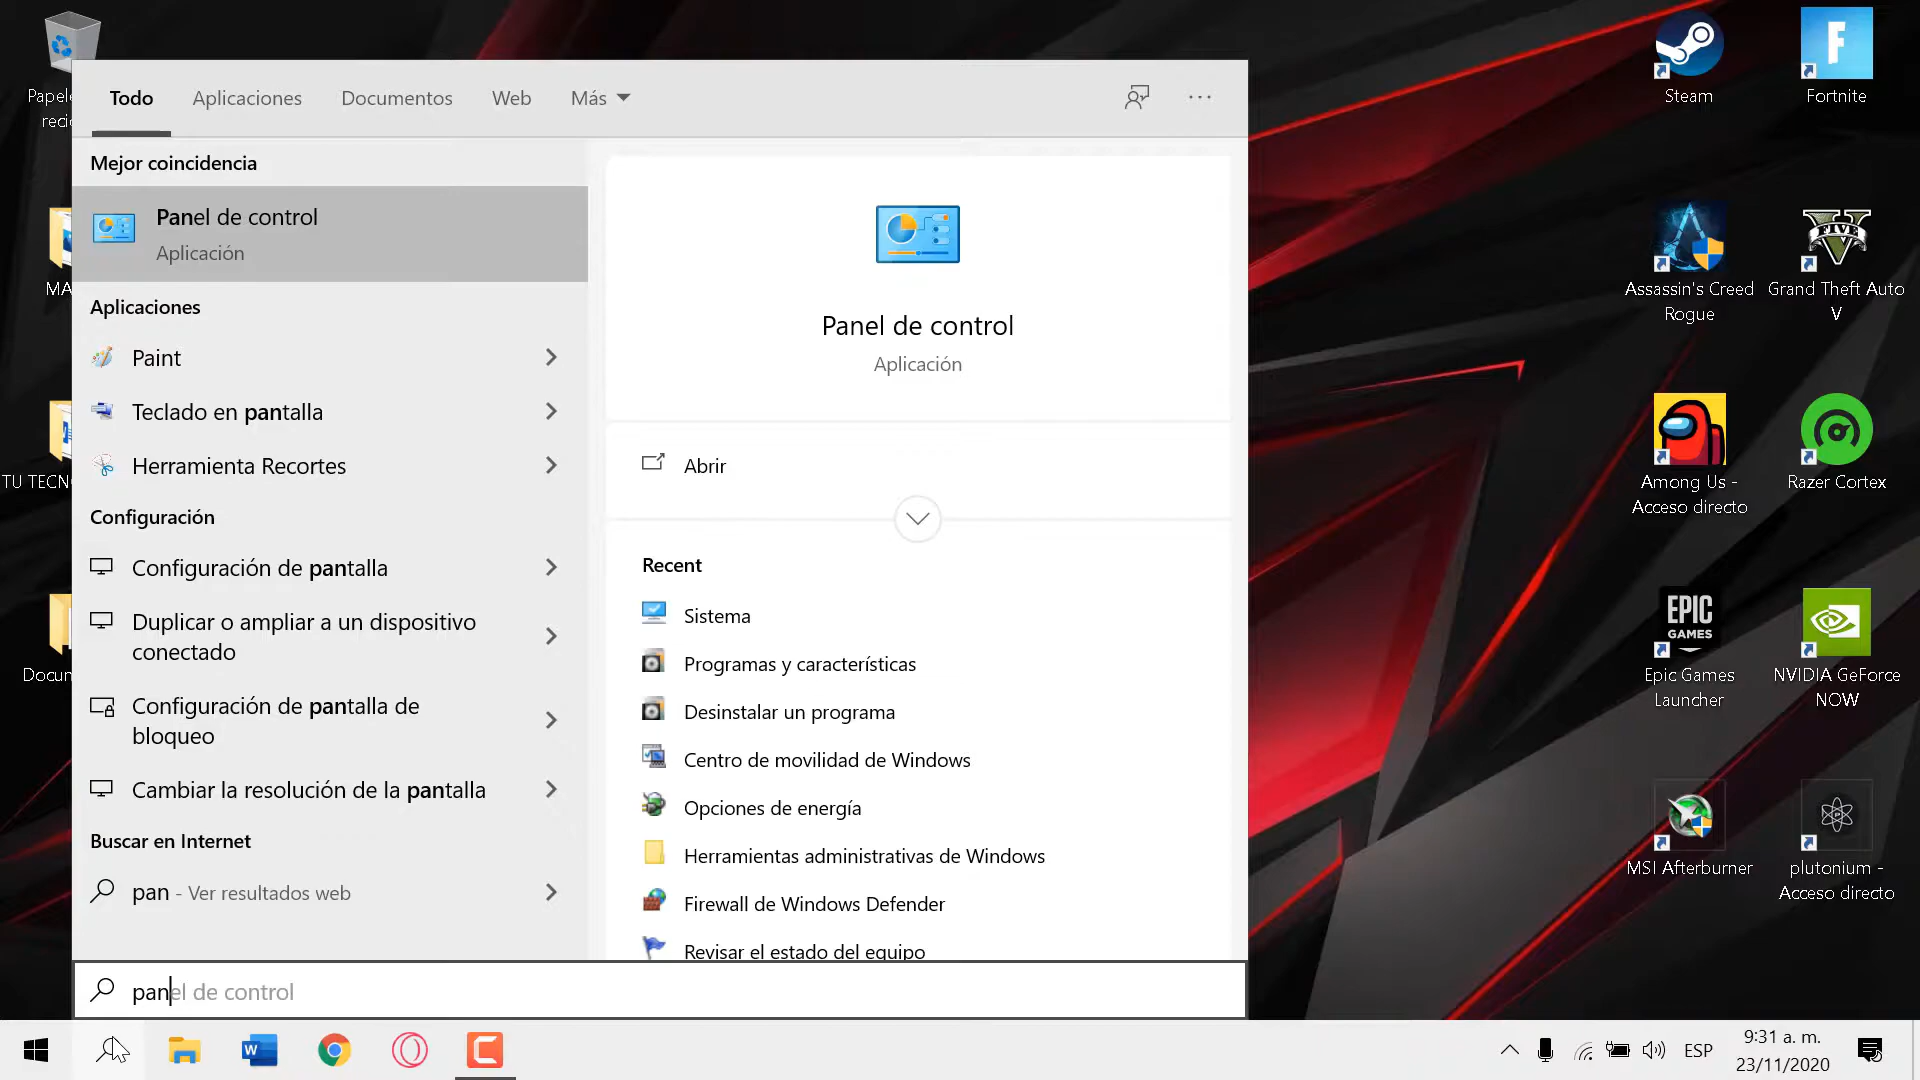 Todo
Aplicaciones
Documentos
Web
Más
Mejor coincidencia
Panel de control
Aplicación
Aplicaciones
Paint
Teclado en pantalla
Herramienta Recortes
Configuración
Configuración de pantalla
Duplicar o ampliar a un dispositivo
conectado
Configuración de pantalla de
bloqueo
Cambiar la resolución de la pantalla
Buscar en Internet
pan - Ver resultados web
Panel de control
Aplicación
Abrir
Recent
Sistema
Programas y características
Desinstalar un programa
Centro de movilidad de Windows
Opciones de energía
Herramientas administrativas de Windows
Firewall de Windows Defender
Revisar el estado del equipo
panel de control
Steam
F
Fortnite
Assassin's Creed
Rogue
FIVE
Grand Theft Auto
V
Among Us -
Acceso directo
Razer Cortex
EPIC
GAMES
Epic Games
Launcher
NVIDIA GeForce
NOW
MSI Afterburner
plutonium -
Acceso directo
ESP
9:31 a. m.
23/11/2020